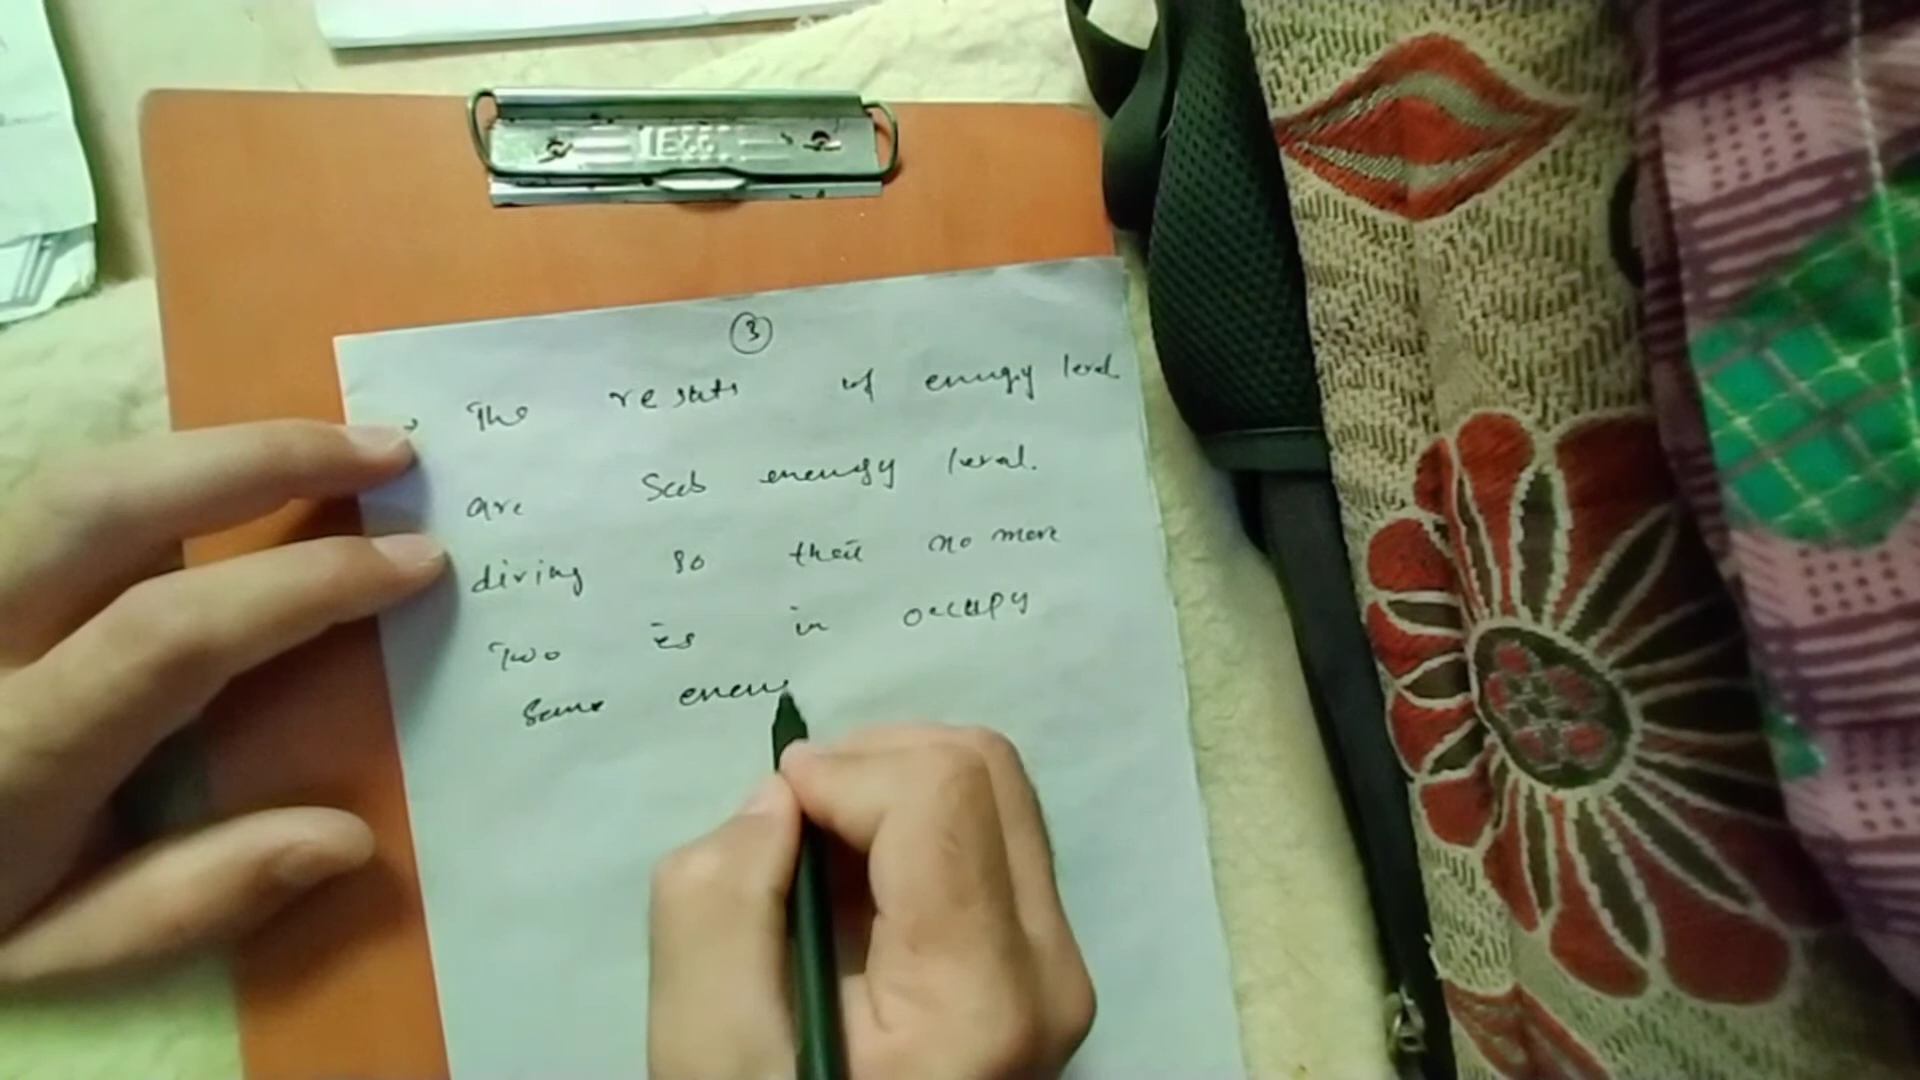 3
The results of energy level
are Sub energy level.
diving so that no more
Two es in occupy
Same ener